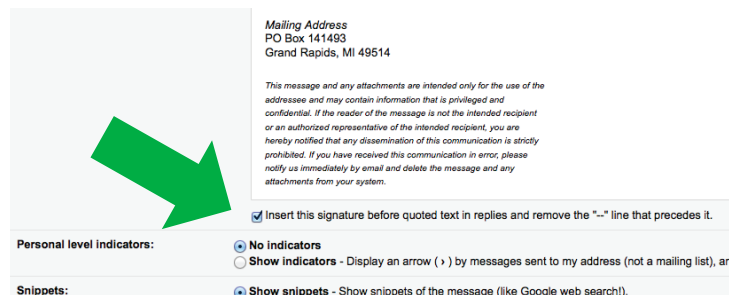 Mailing Address
PO Box 141493
Grand Rapids, MI 49514
This message and any attachments are intended only for the use of the
addressee and may contain information that is privileged and
confidential. If the reader of the message is not the intended recipient
or an authorized representative of the intended recipient, you are
hereby notified that any dissemination of this communication is strictly
prohibited. If you have received this communication in error, please
notify us immediately by email and delete the message and any
attachments from your system.
Insert this signature before quoted text in replies and remove the "--" line that precedes it.
Personal level indicators:
No indicators
Show indicators - Display an arrow ( › ) by messages sent to my address (not a mailing list), ar
Snippets:
Show snippets - Show snippets of the message (like Google web search!).